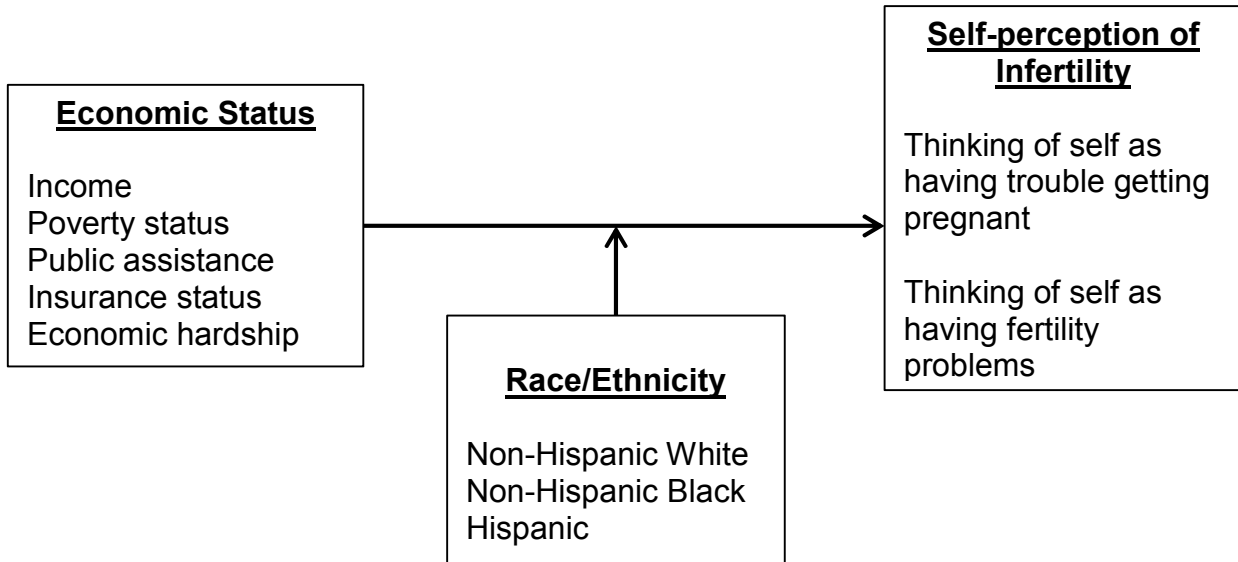 Economic Status
Income
Poverty status
Public assistance
Insurance status
Economic hardship
Race/Ethnicity
Non-Hispanic White
Non-Hispanic Black
Hispanic
Self-perception of
Infertility
Thinking of self as
having trouble getting
pregnant
Thinking of self as
having fertility
problems